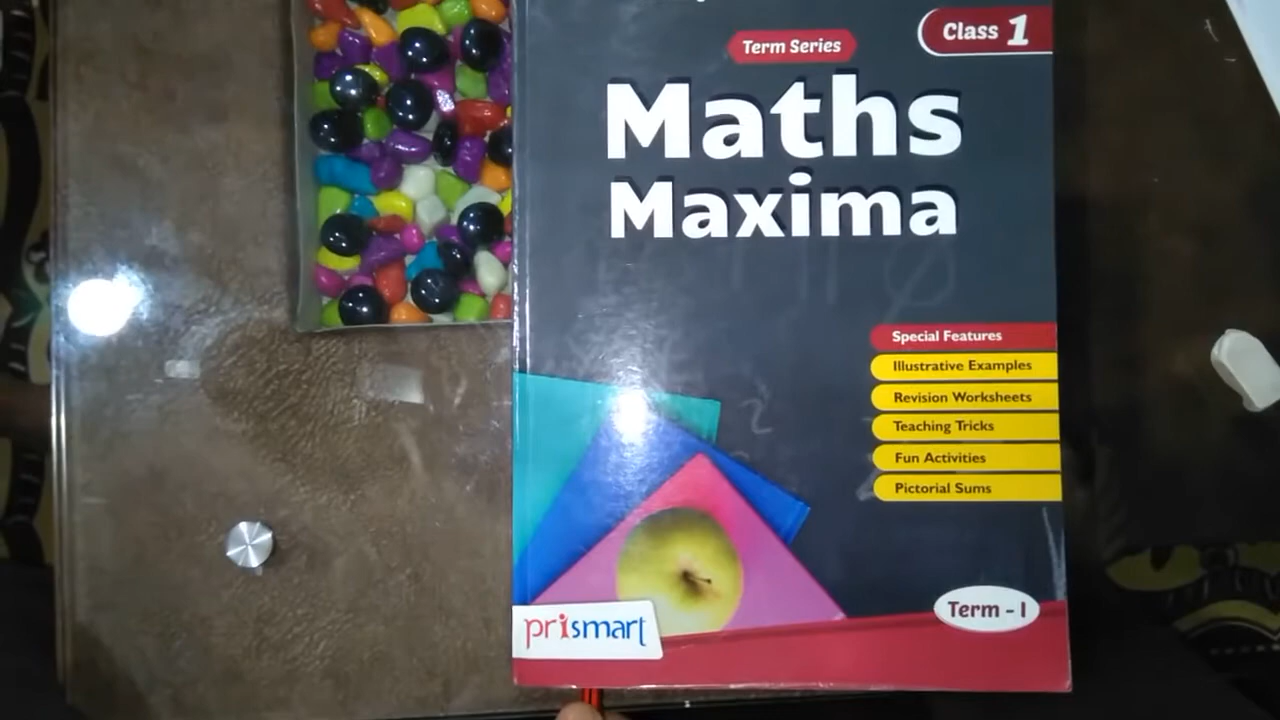 Term Series
Class 1
Maths
Maxima
Special Features
Illustrative Examples
Revision Worksheets
Teaching Tricks
Fun Activities
Pictorial Sums
Term - I
prismart